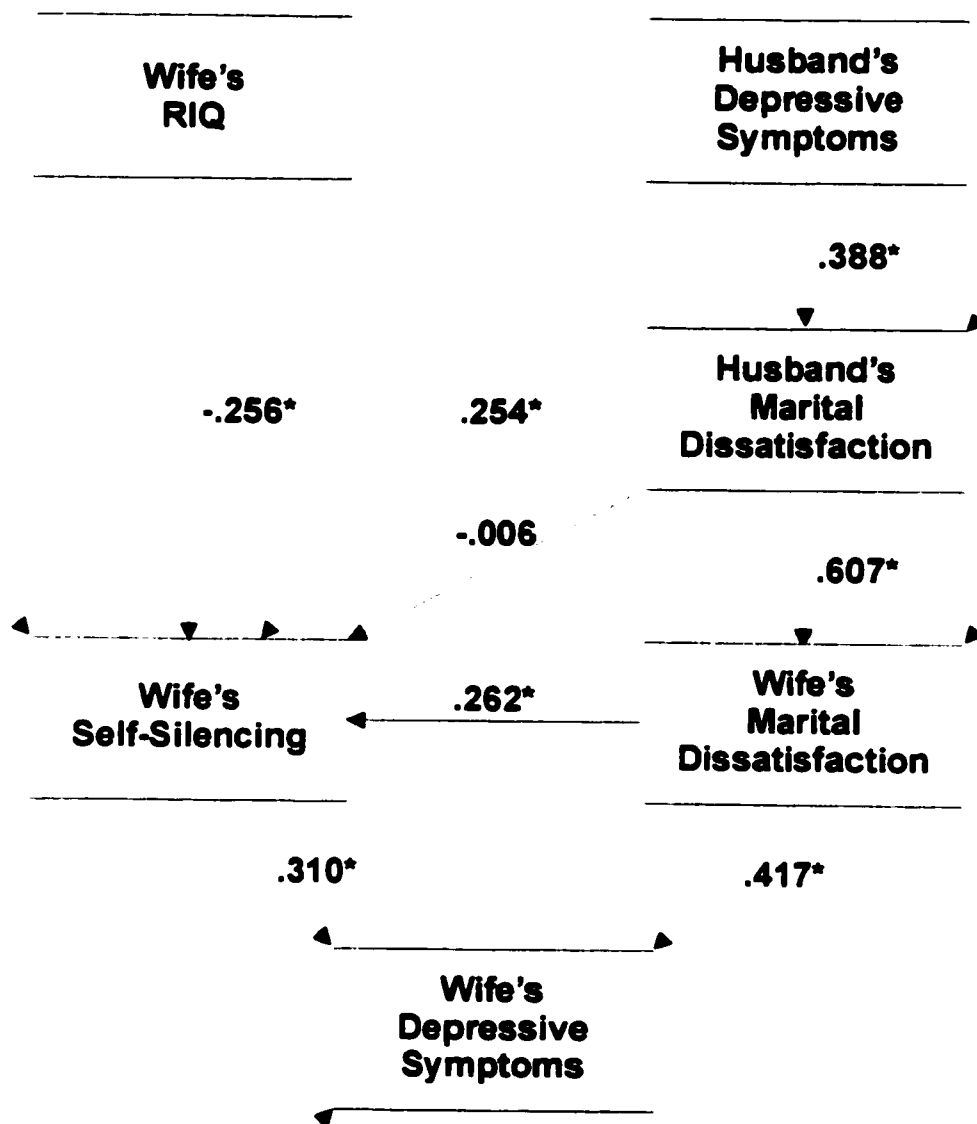 Wife's
RIQ
Husband's
Depressive
Symptoms
.388*
Husband's
Marital
Dissatisfaction
-.256*
.254*
-.006
.607*
Wife's
Self-Silencing
.262*
Wife's
Marital
Dissatisfaction
.310*
.417*
Wife's
Depressive
Symptoms